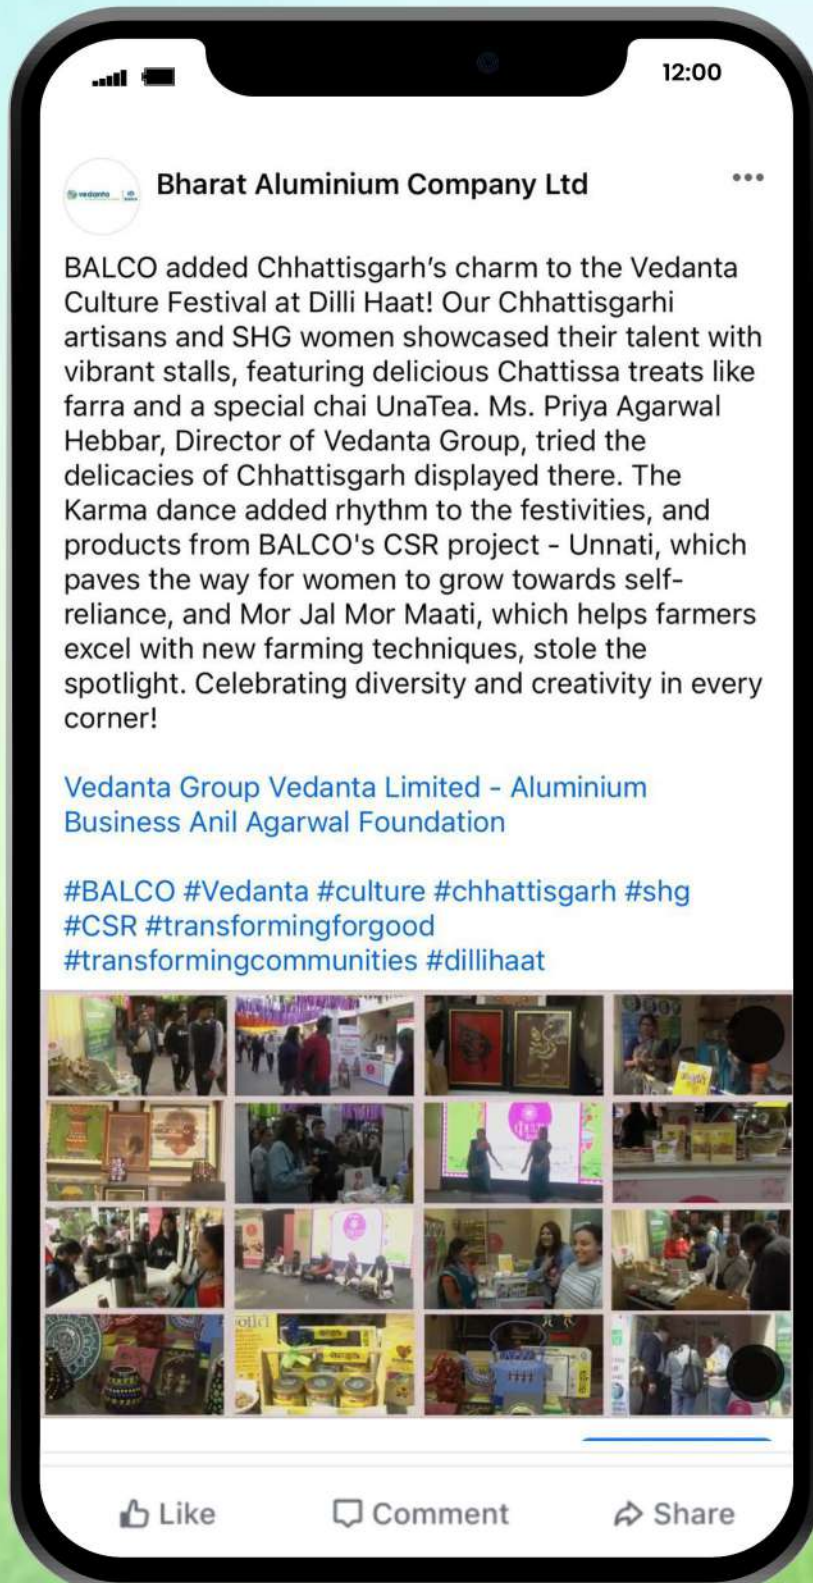 12:00
vedanta
Bharat Aluminium Company Ltd
BALCO added Chhattisgarh's charm to the Vedanta
Culture Festival at Dilli Haat! Our Chhattisgarhi
artisans and SHG women showcased their talent with
vibrant stalls, featuring delicious Chattissa treats like
farra and a special chai UnaTea. Ms. Priya Agarwal
Hebbar, Director of Vedanta Group, tried the
delicacies of Chhattisgarh displayed there. The
Karma dance added rhythm to the festivities, and
products from BALCO's CSR project - Unnati, which
paves the way for women to grow towards self-
reliance, and Mor Jal Mor Maati, which helps farmers
excel with new farming techniques, stole the
spotlight. Celebrating diversity and creativity in every
corner!
Vedanta Group Vedanta Limited - Aluminium
Business Anil Agarwal Foundation
#BALCO #Vedanta #culture #chhattisgarh #shg
#CSR #transformingforgood
#transformingcommunities #dillihaat
Like Comment Share